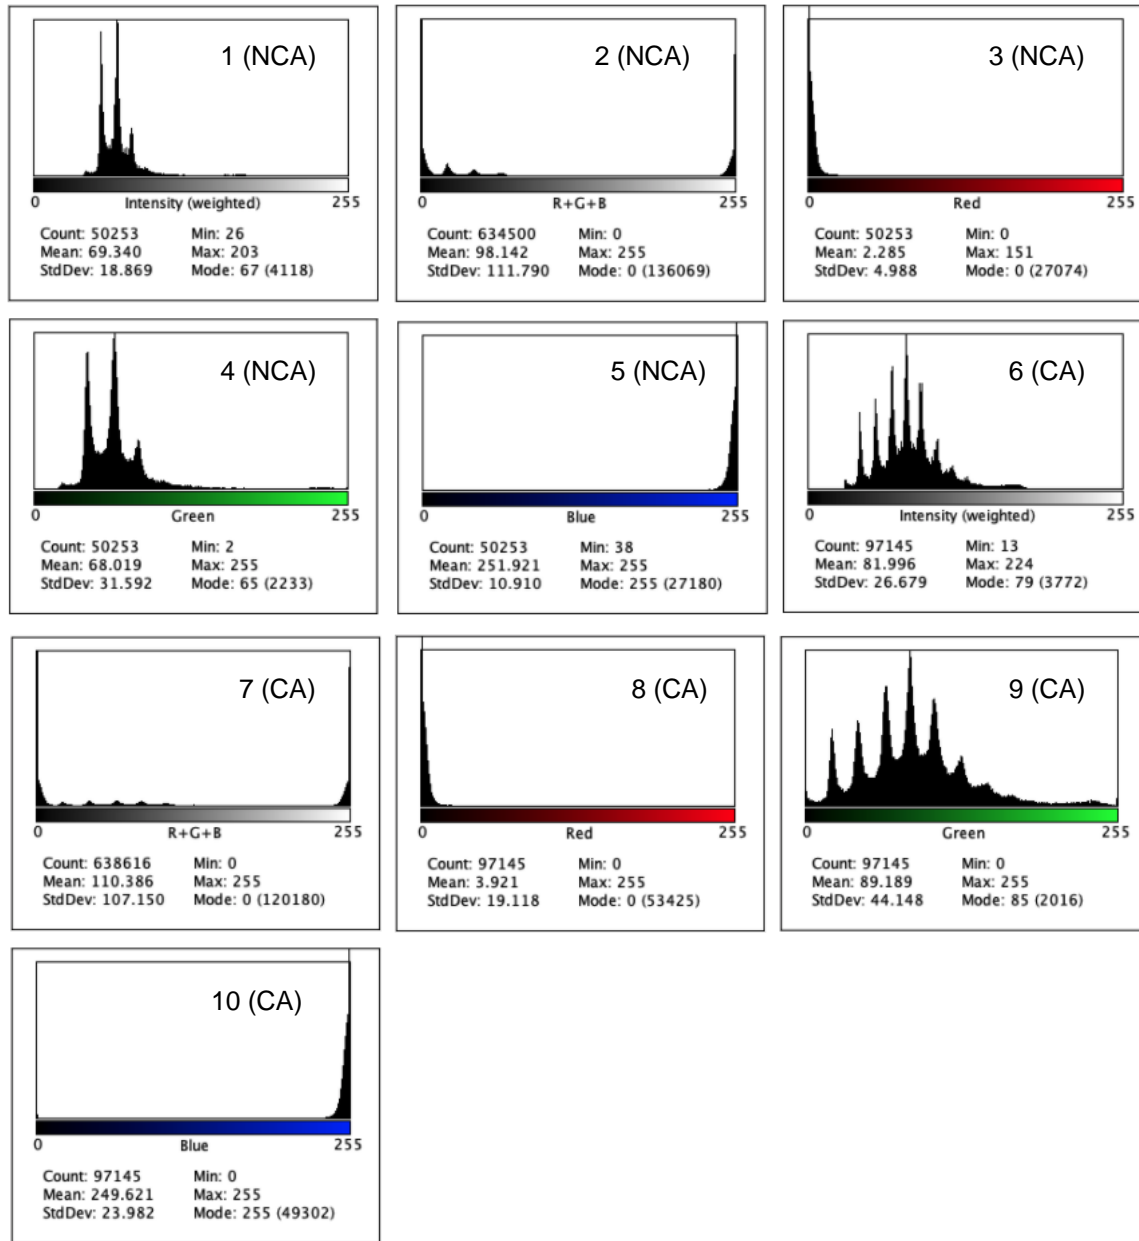 1 (NCA)
0 Intensity (weighted) 255
Count: 50253 Min: 26
Mean: 69.340 Max: 203
StdDev: 18.869 Mode: 67 (4118)
2 (NCA)
0 R+G+B 255
Count: 634500 Min: 0
Mean: 98.142 Max: 255
StdDev: 111.790 Mode: 0 (136069)
3 (NCA)
0 Red 255
Count: 50253 Min: 0
Mean: 2.285 Max: 151
StdDev: 4.988 Mode: 0 (27074)
4 (NCA)
0 Green 255
Count: 50253 Min: 2
Mean: 68.019 Max: 255
StdDev: 31.592 Mode: 65 (2233)
5 (NCA)
0 Blue 255
Count: 50253 Min: 38
Mean: 251.921 Max: 255
StdDev: 10.910 Mode: 255 (27180)
6 (CA)
0 Intensity (weighted) 255
Count: 97145 Min: 13
Mean: 81.996 Max: 224
StdDev: 26.679 Mode: 79 (3772)
7 (CA)
0 R+G+B 255
Count: 638616 Min: 0
Mean: 110.386 Max: 255
StdDev: 107.150 Mode: 0 (120180)
8 (CA)
0 Red 255
Count: 97145 Min: 0
Mean: 3.921 Max: 255
StdDev: 19.118 Mode: 0 (53425)
9 (CA)
0 Green 255
Count: 97145 Min: 0
Mean: 89.189 Max: 255
StdDev: 44.148 Mode: 85 (2016)
10 (CA)
0 Blue 255
Count: 97145 Min: 0
Mean: 249.621 Max: 255
StdDev: 23.982 Mode: 255 (49302)